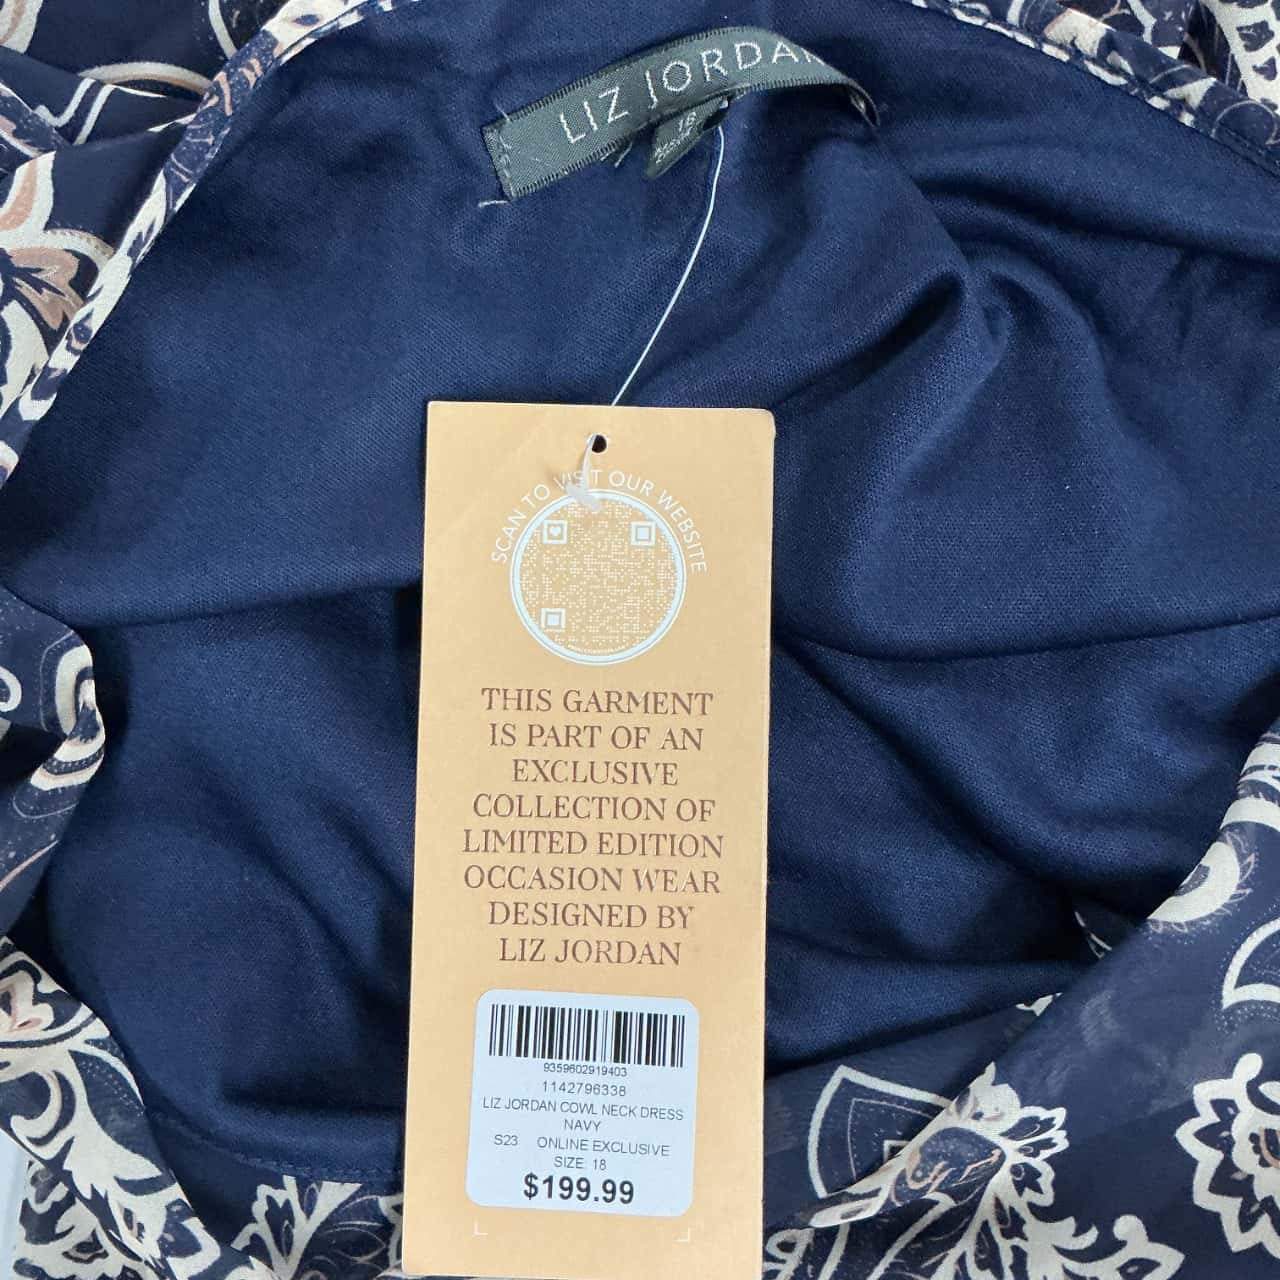 LIZ JORDAN
18
SCAN TO VISIT OUR WEBSITE
THIS GARMENT
IS PART OF AN
EXCLUSIVE
COLLECTION OF
LIMITED EDITION
OCCASION WEAR
DESIGNED BY
LIZ JORDAN
9359602919403
1142796338
LIZ JORDAN COWL NECK DRESS
NAVY
S23 ONLINE EXCLUSIVE
SIZE: 18
$199.99